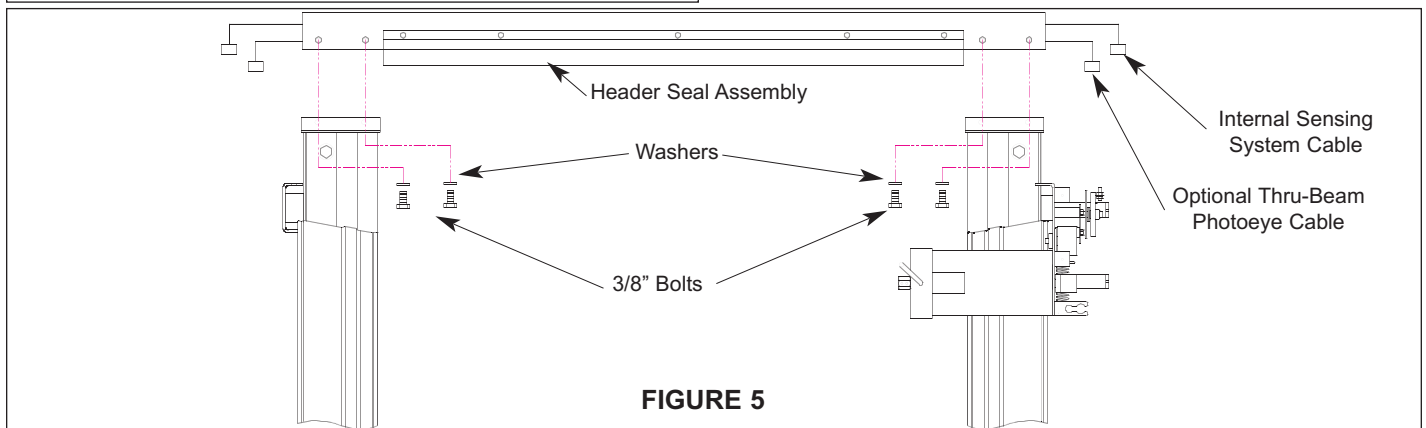 Header Seal Assembly
Internal Sensing
System Cable
Washers
Optional Thru-Beam
Photoeye Cable
3/8” Bolts
FIGURE 5